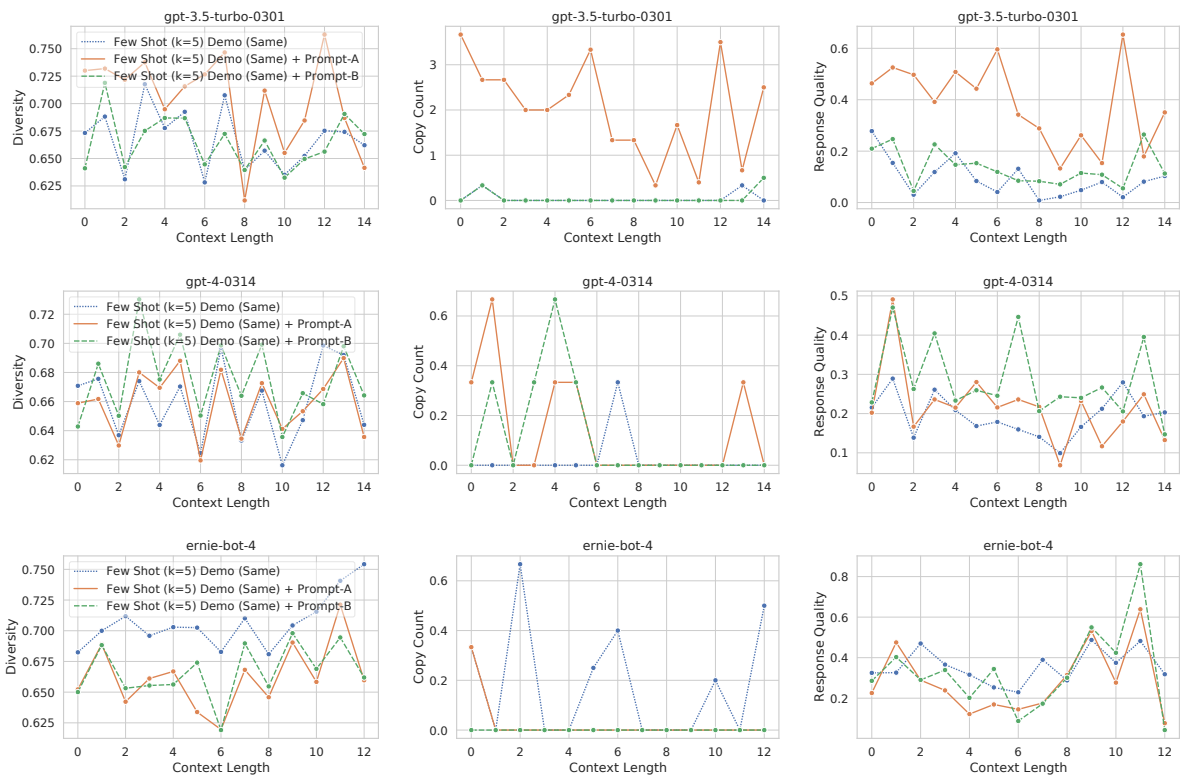 gpt-3.5-turbo-0301
0.750
0.725
0.700
0.675
0.650
0.625
Diversity
Few Shot (k=5) Demo (Same)
Few Shot (k=5) Demo (Same) + Prompt-A
Few Shot (k=5) Demo (Same) + Prompt-B
0 2 4 6 8 10 12 14
Context Length
gpt-3.5-turbo-0301
3
2
1
0
Copy Count
0 2 4 6 8 10 12 14
Context Length
gpt-3.5-turbo-0301
0.6
0.4
0.2
0.0
Response Quality
0 2 4 6 8 10 12 14
Context Length
gpt-4-0314
0.72
0.70
0.68
0.66
0.64
0.62
Diversity
Few Shot (k=5) Demo (Same)
Few Shot (k=5) Demo (Same) + Prompt-A
Few Shot (k=5) Demo (Same) + Prompt-B
0 2 4 6 8 10 12 14
Context Length
gpt-4-0314
0.6
0.4
0.2
0.0
Copy Count
0 2 4 6 8 10 12 14
Context Length
gpt-4-0314
0.5
0.4
0.3
0.2
0.1
Response Quality
0 2 4 6 8 10 12 14
Context Length
ernie-bot-4
0.750
0.725
0.700
0.675
0.650
0.625
Diversity
Few Shot (k=5) Demo (Same)
Few Shot (k=5) Demo (Same) + Prompt-A
Few Shot (k=5) Demo (Same) + Prompt-B
0 2 4 6 8 10 12
Context Length
ernie-bot-4
0.6
0.4
0.2
0.0
Copy Count
0 2 4 6 8 10 12
Context Length
ernie-bot-4
0.8
0.6
0.4
0.2
Response Quality
0 2 4 6 8 10 12
Context Length